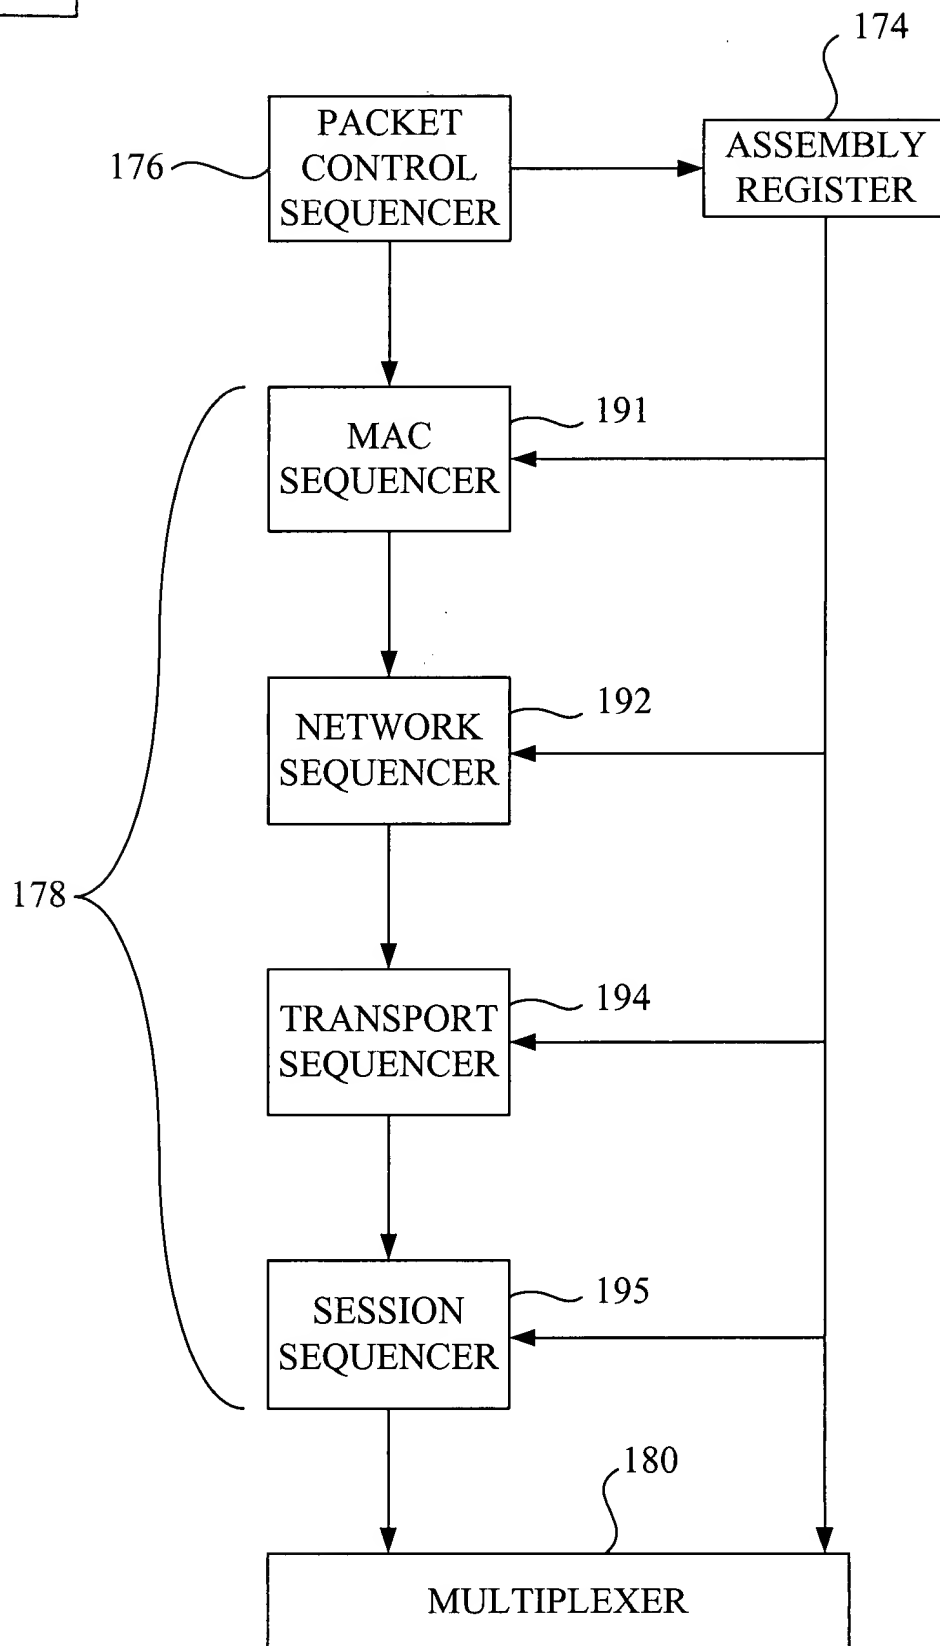 174
PACKET
CONTROL
SEQUENCER
176
ASSEMBLY
REGISTER
MAC
SEQUENCER
191
NETWORK
SEQUENCER
192
178
TRANSPORT
SEQUENCER
194
SESSION
SEQUENCER
195
180
MULTIPLEXER